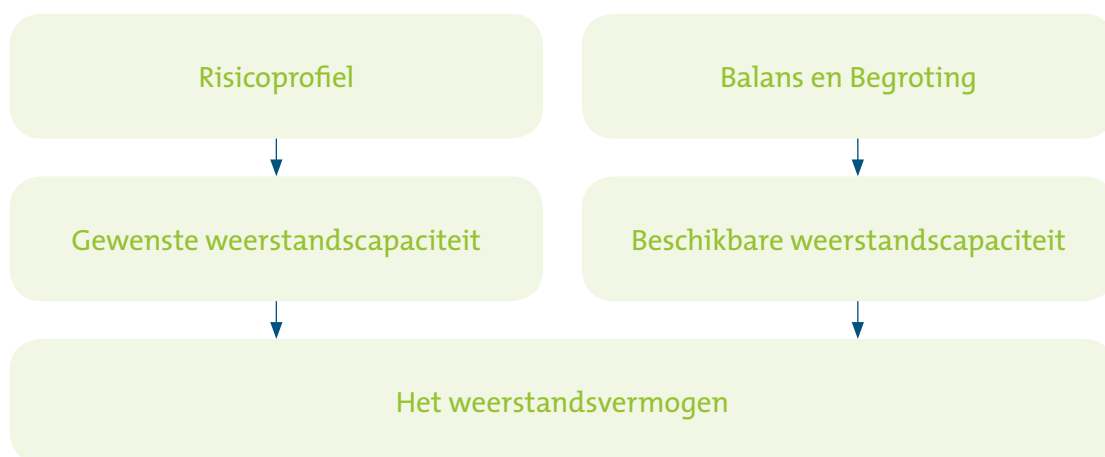 Risicoprofiel
Balans en Begroting
Gewenste weerstandscapaciteit
Beschikbare weerstandscapaciteit
Het weerstandsvermogen